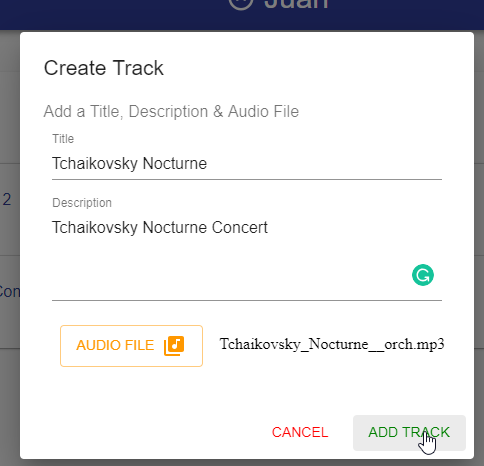 Juan
Create Track
Add a Title, Description & Audio File
Title
Tchaikovsky Nocturne
2
Description
Tchaikovsky Nocturne Concert
Con
AUDIO FILE
Tchaikovsky_Nocturne__orch.mp3
CANCEL
ADD TRACK